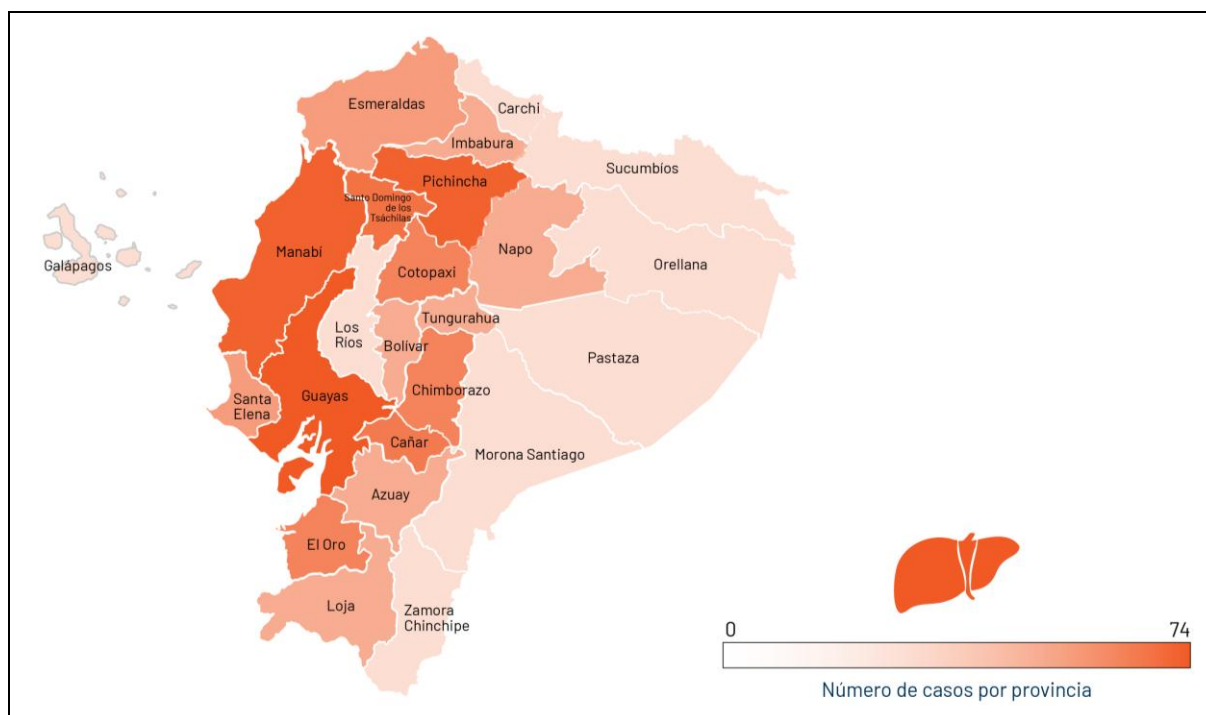 Esmeraldas
Carchi
Imbabura
Sucumbíos
Pichincha
Santo Domingo
de los
Tsáchilas
Manabí
Napo
Galápagos
Cotopaxi
Orellana
Los
Ríos
Tungurahua
Bolívar
Pastaza
Santa
Elena
Guayas
Chimborazo
Cañar
Morona Santiago
Azuay
El Oro
Loja
Zamora
Chinchipe
0
74
Número de casos por provincia